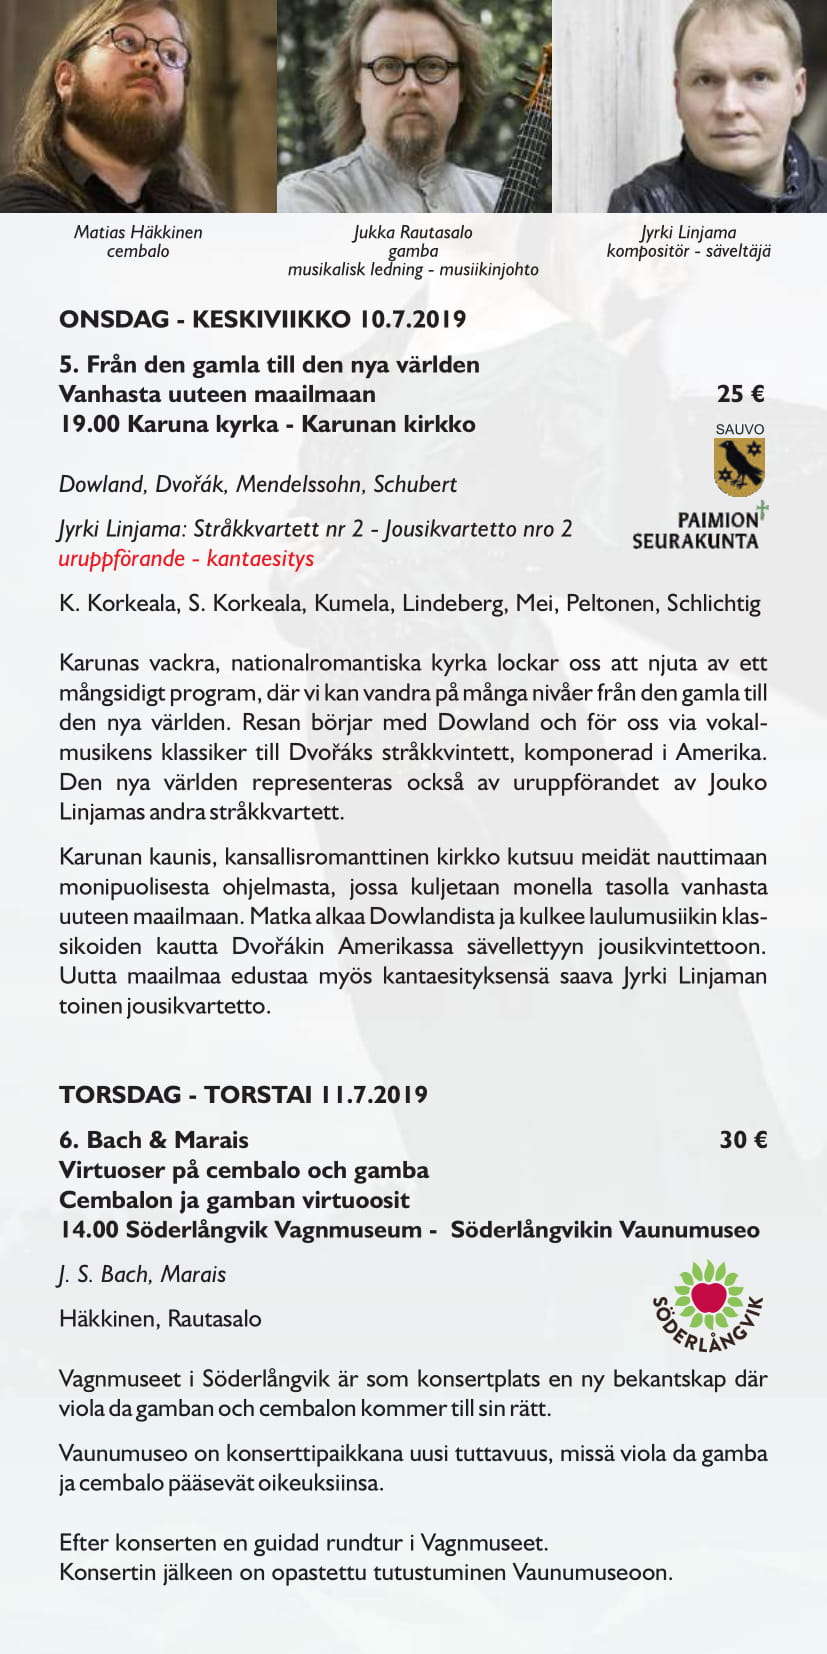 Matias Häkkinen
cembalo
Jukka Rautasalo
gamba
musikalisk ledning - musiikinjohto
Jyrki Linjama
kompositör - säveltäjä
ONSDAG - KESKIVIIKKO 10.7.2019
5. Från den gamla till den nya världen
Vanhasta uuteen maailmaan 25 €
19.00 Karuna kyrka - Karunan kirkko
SAUVO
Dowland, Dvořák, Mendelssohn, Schubert
Jyrki Linjama: Stråkkvartett nr 2 - Jousikvartetto nro 2
uruppförande - kantaesitys
PAIMION
SEURAKUNTA
K. Korkeala, S. Korkeala, Kumela, Lindeberg, Mei, Peltonen, Schlichtig
Karunas vackra, nationalromantiska kyrka lockar oss att njuta av ett
mångsidigt program, där vi kan vandra på många nivåer från den gamla till
den nya världen. Resan börjar med Dowland och för oss via vokal-
musikens klassiker till Dvořáks stråkkvintett, komponerad i Amerika.
Den nya världen representeras också av uruppförandet av Jouko
Linjamas andra stråkkvartett.
Karunan kaunis, kansallisromanttinen kirkko kutsuu meidät nauttimaan
monipuolisesta ohjelmasta, jossa kuljetaan monella tasolla vanhasta
uuteen maailmaan. Matka alkaa Dowlandista ja kulkee laulumusiikin klas-
sikoiden kautta Dvořákin Amerikassa sävellettyyn jousikvintettoon.
Uutta maailmaa edustaa myös kantaesityksensä saava Jyrki Linjaman
toinen jousikvartetto.
TORSDAG - TORSTAI 11.7.2019
6. Bach & Marais 30 €
Virtuoser på cembalo och gamba
Cembalon ja gamban virtuoosit
14.00 Söderlångvik Vagnmuseum - Söderlångvikin Vaunumuseo
J. S. Bach, Marais
Häkkinen, Rautasalo
SÖDERLÅNGVIK
Vagnmuseet i Söderlångvik är som konsertplats en ny bekantskap där
viola da gamban och cembalon kommer till sin rätt.
Vaunumuseo on konserttipaikkana uusi tuttavuus, missä viola da gamba
ja cembalo pääsevät oikeuksiinsa.
Efter konserten en guidad rundtur i Vagnmuseet.
Konsertin jälkeen on opastettu tutustuminen Vaunumuseoon.